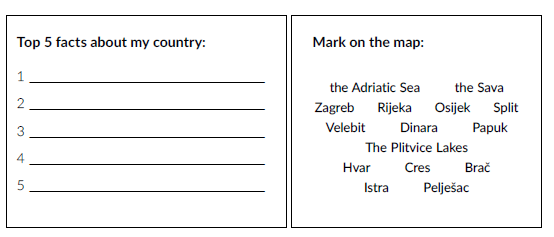 Top 5 facts about my country:
1
2
3
4
5
Mark on the map:
the Adriatic Sea the Sava
Zagreb Rijeka Osijek Split
Velebit Dinara Papuk
The Plitvice Lakes
Hvar Cres Brač
Istra Pelješac